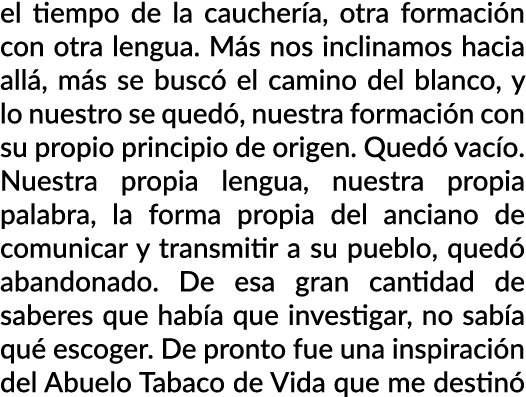 el tiempo de la cauchería, otra formación
con otra lengua. Más nos inclinamos hacia
allá, más se buscó el camino del blanco, y
lo nuestro se quedó, nuestra formación con
su propio principio de origen. Quedó vacío.
Nuestra propia lengua, nuestra propia
palabra, la forma propia del anciano de
comunicar y transmitir a su pueblo, quedó
abandonado. De esa gran cantidad de
saberes que había que investigar, no sabía
qué escoger. De pronto fue una inspiración
del Abuelo Tabaco de Vida que me destinó